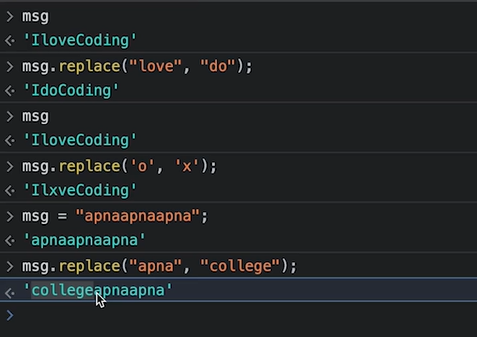 > msg
<· 'IloveCoding'
> msg.replace("love", "do");
<· 'IdoCoding'
> msg
<· 'IloveCoding'
> msg.replace('o', 'x');
<· 'IlxveCoding'
> msg = "apnaapnaapna";
<· 'apnaapnaapna'
> msg.replace("apna", "college");
<· 'collegeapnaapna'
>